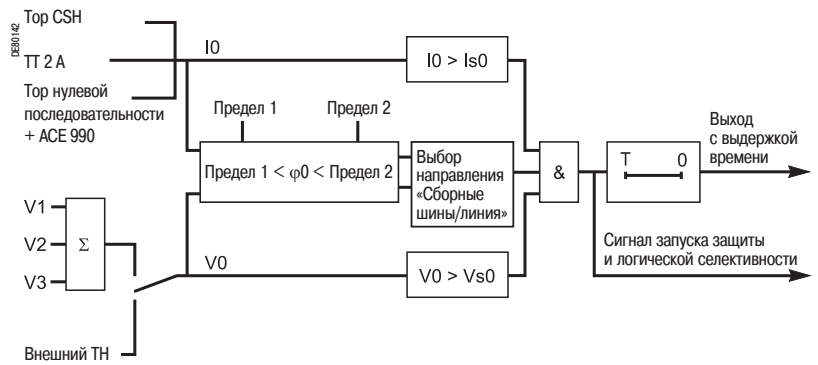 DE80142
Тор CSH
I0
I0 > Is0
ТТ 2 А
Тор нулевой
последовательности
+ ACE 990
Предел 1
Предел 2
Выход
с выдержкой
времени
Предел 1 < φ0 < Предел 2
Выбор
направления
«Сборные
шины/линия»
&
T 0
V1
V2
V3
Σ
V0
V0 > Vs0
Сигнал запуска защиты
и логической селективности
Внешний ТН